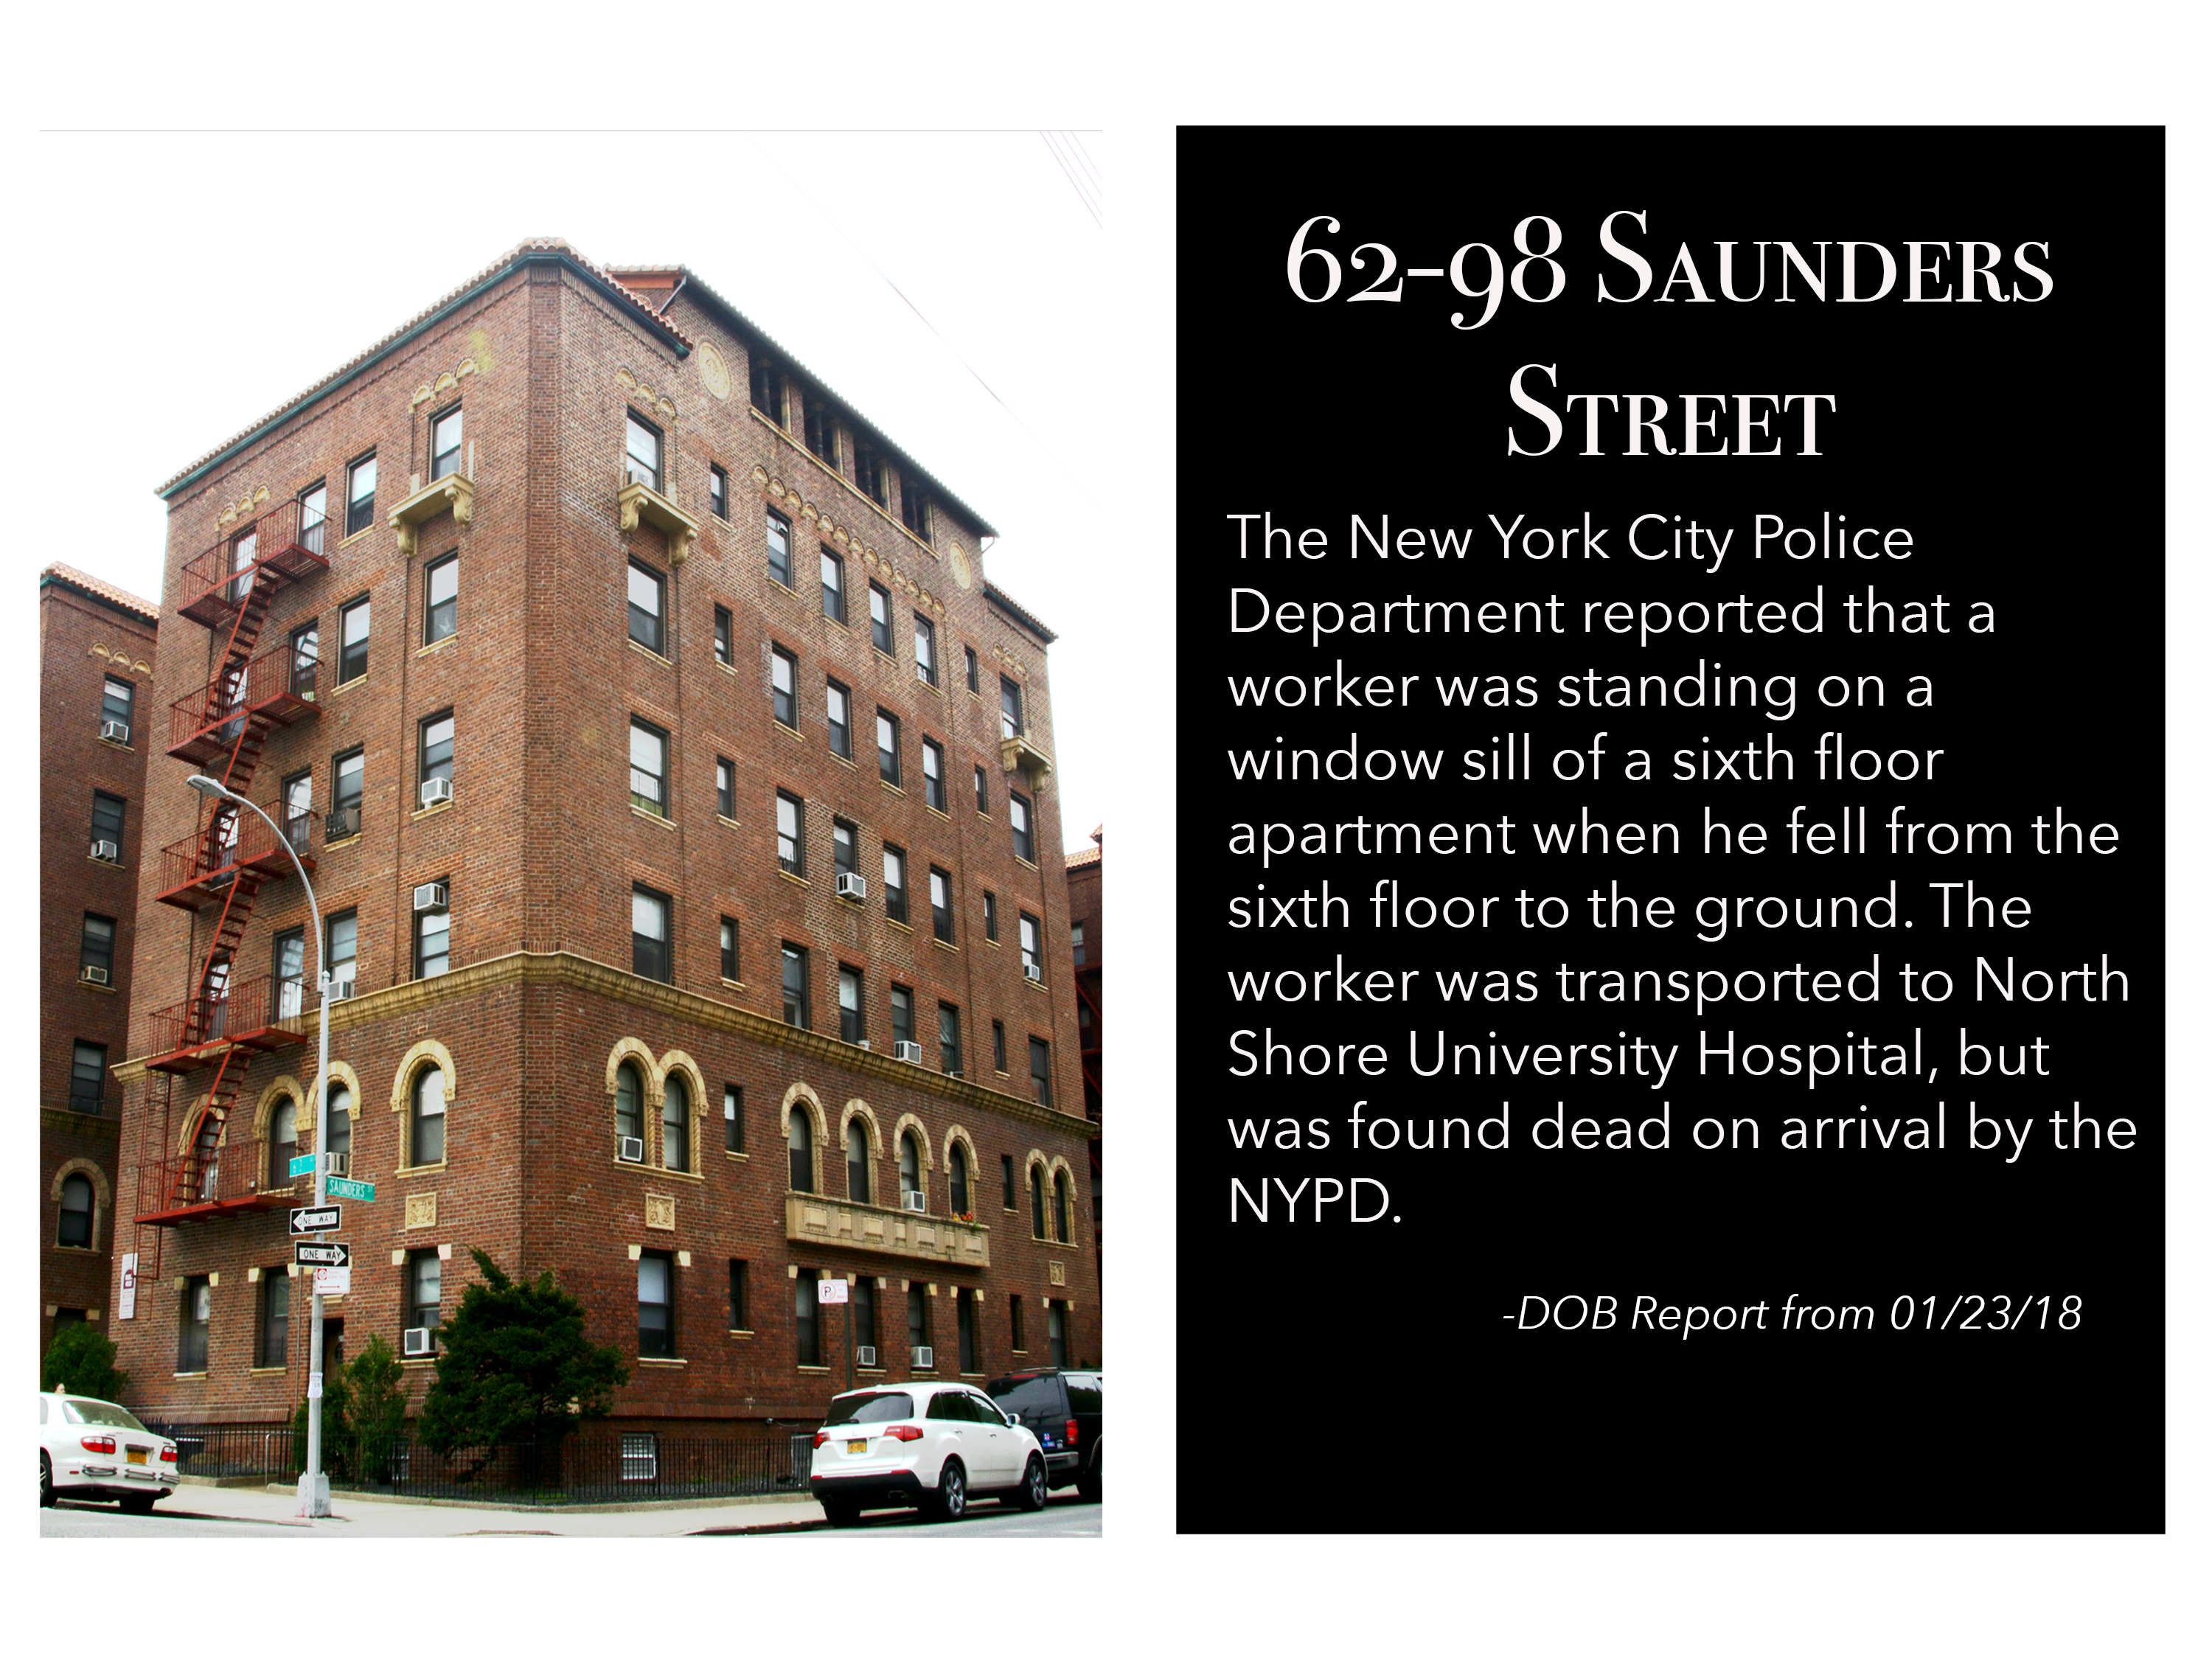 62-98 Saunders
Street
The New York City Police
Department reported that a
worker was standing on a
window sill of a sixth floor
apartment when he fell from the
sixth floor to the ground. The
worker was transported to North
Shore University Hospital, but
was found dead on arrival by the
NYPD.
-DOB Report from 01/23/18
SAUNDERS ST
ONE WAY
ONE WAY
P